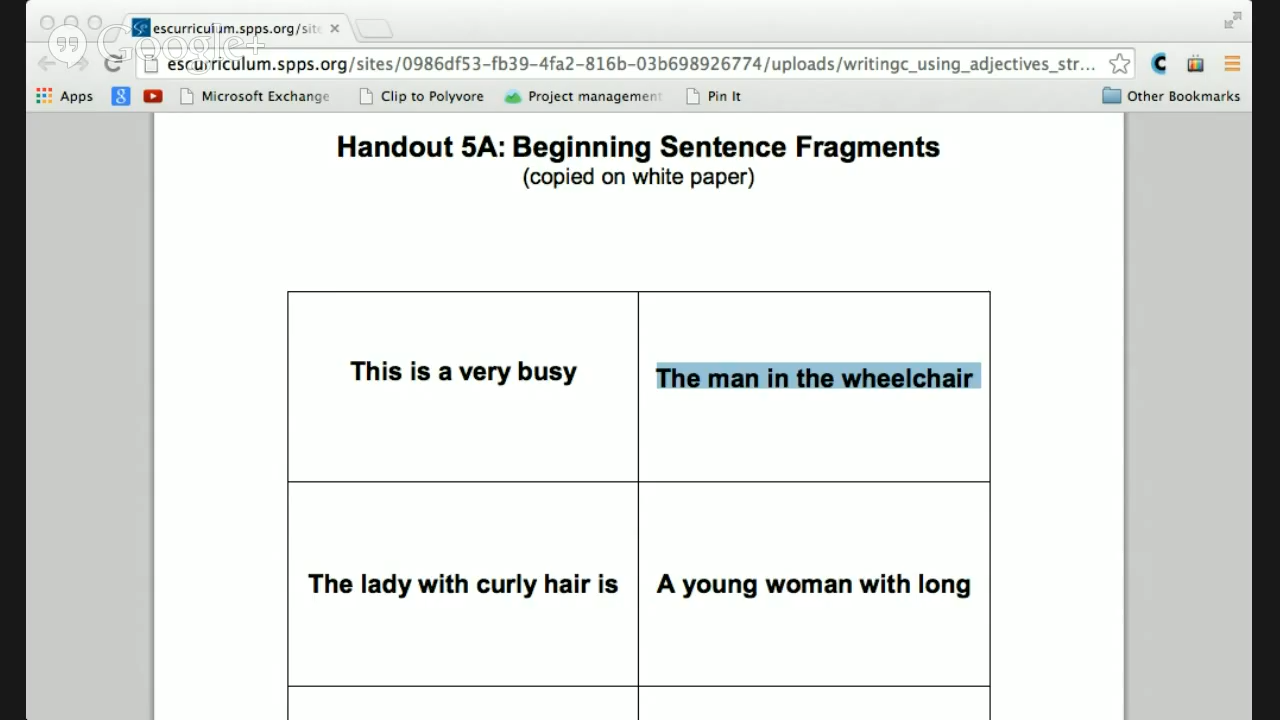 escurriculum.spps.org/site
Google+
escurriculum.spps.org/sites/0986df53-fb39-4fa2-816b-03b698926774/uploads/writingc_using_adjectives_str...
Apps
8
Microsoft Exchange
Clip to Polyvore
Project management
Pin It
Other Bookmarks
Handout 5A: Beginning Sentence Fragments
(copied on white paper)
This is a very busy
The man in the wheelchair
The lady with curly hair is
A young woman with long